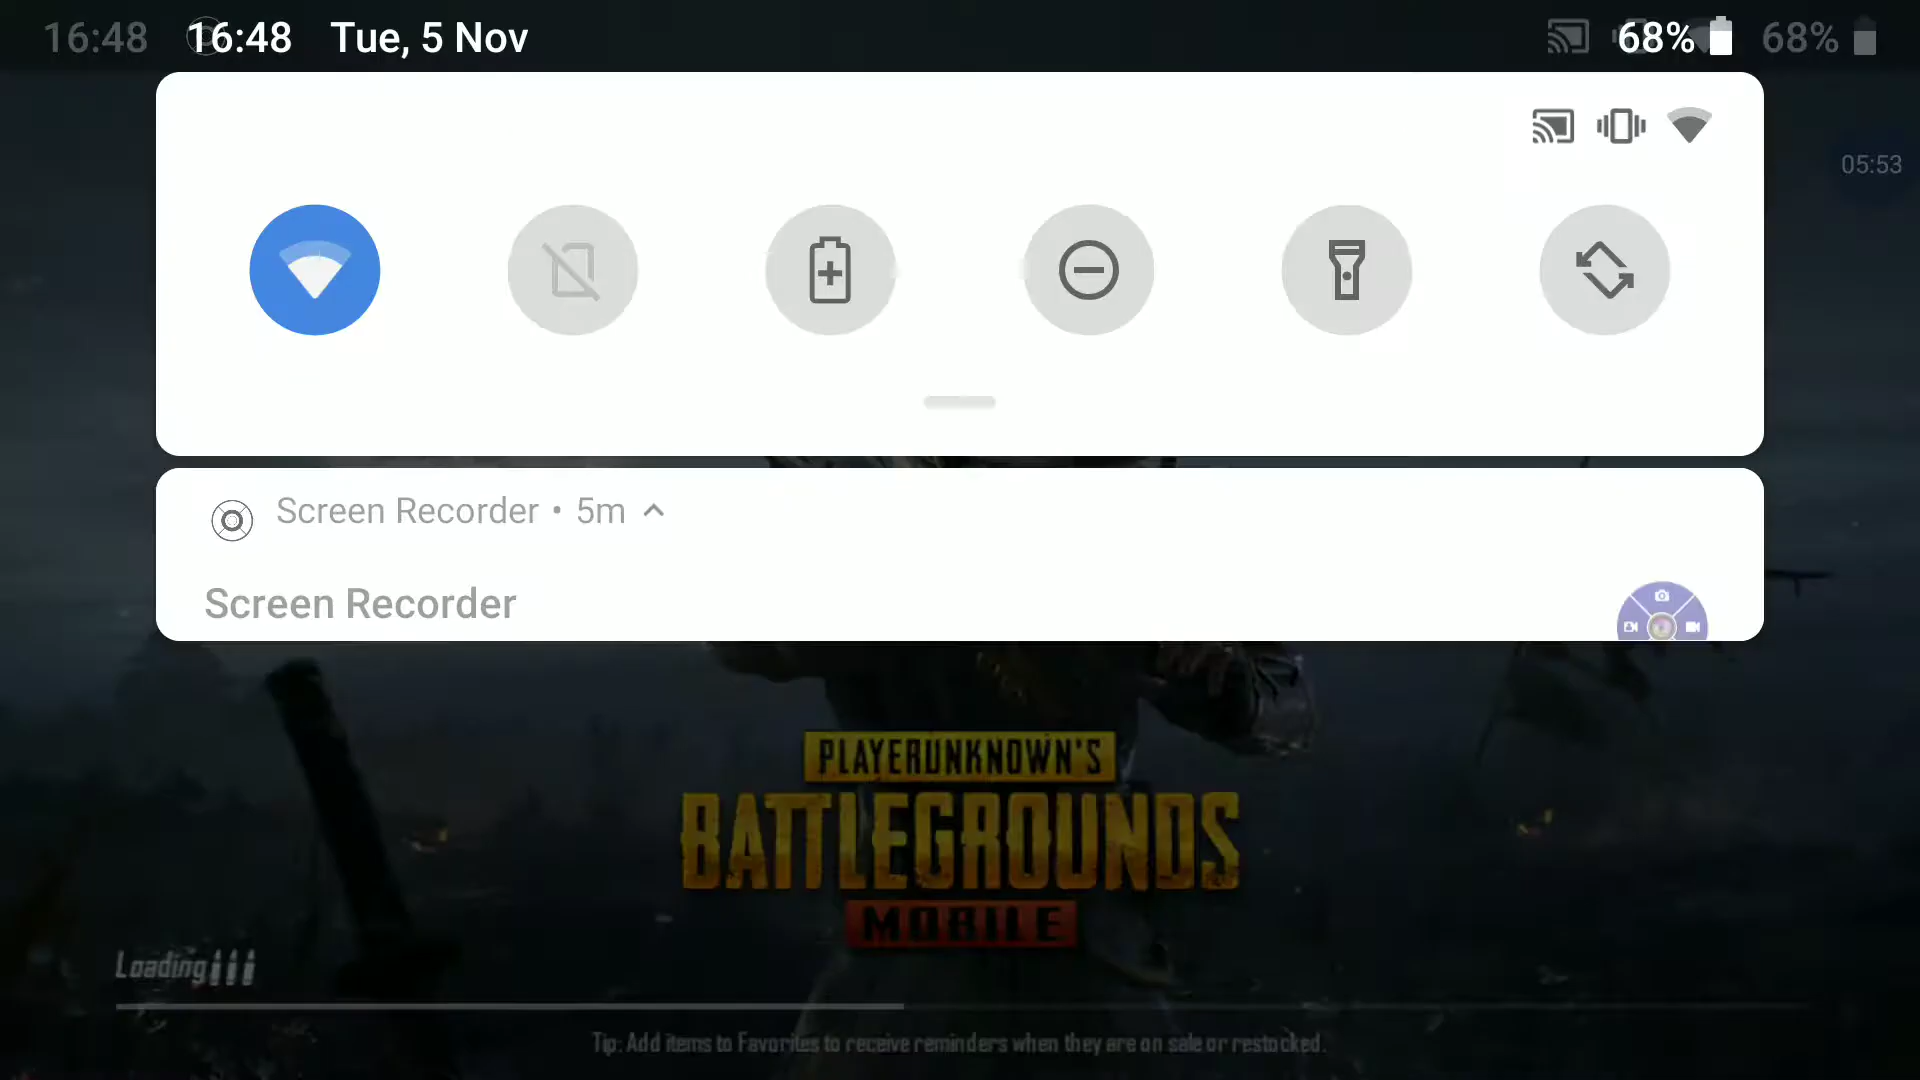 16:48 16:48 Tue, 5 Nov 68% 68%
05:53
Screen Recorder • 5m
Screen Recorder
PLAYERUNKNOWN'S
BATTLEGROUNDS
MOBILE
Loading
Tip: Add items to Favorites to receive reminders when they are on sale or restocked.